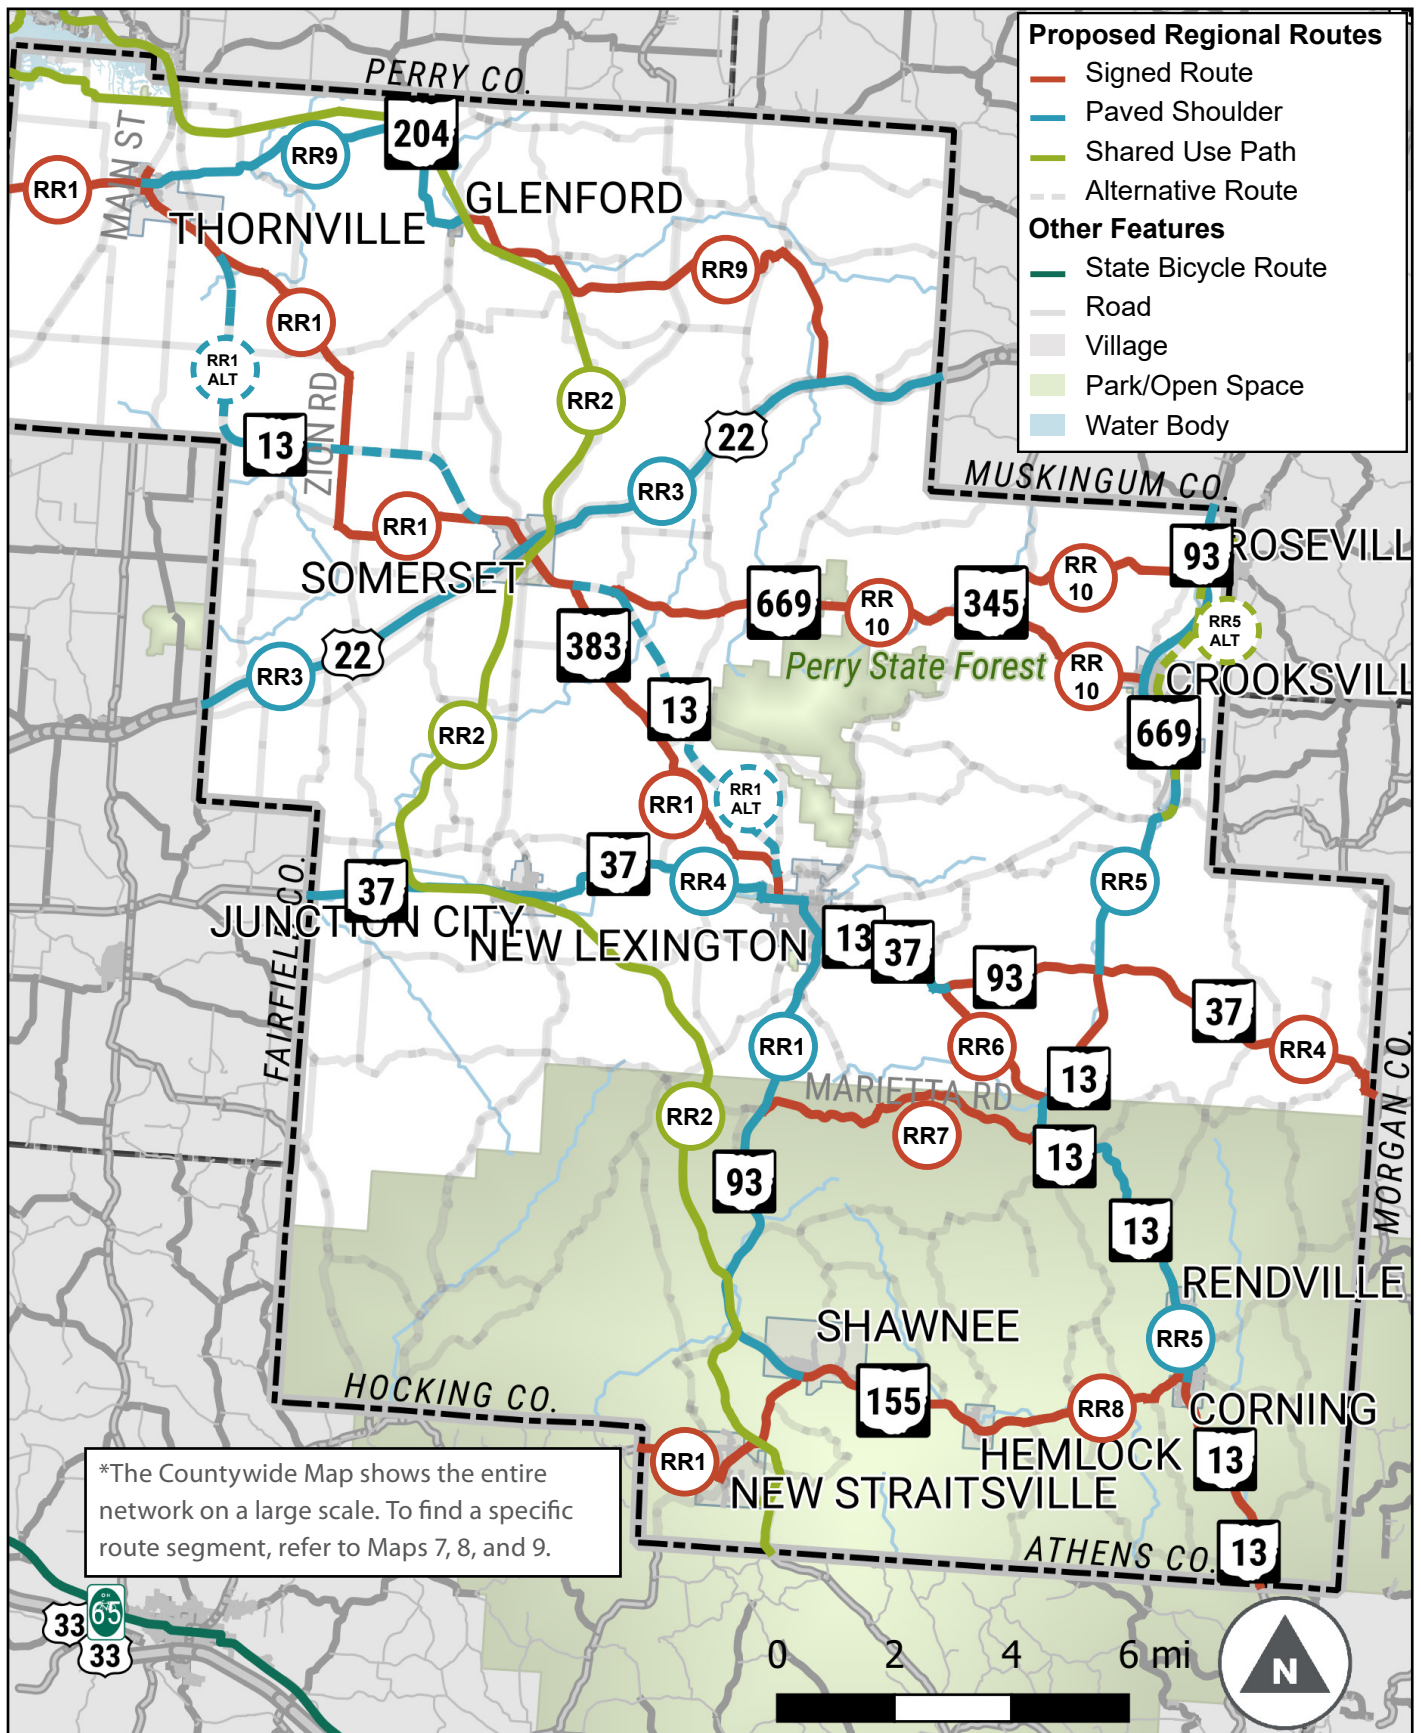 Proposed Regional Routes
Signed Route
Paved Shoulder
Shared Use Path
Alternative Route
Other Features
State Bicycle Route
Road
Village
Park/Open Space
Water Body
PERRY CO.
204
MAIN ST
RR9
RR1
GLENFORD
THORNVILLE
RR9
RR1
RR1
ALT
ZION RD
RR2
13
22
RR3
MUSKINGUM CO.
RR1
ROSEVILL
93
SOMERSET
RR
10
669
RR
10
345
RR5
ALT
383
22
RR3
Perry State Forest
RR
10
CROOKSVILL
13
RR2
669
RR1
RR1
ALT
37
37
RR4
RR5
JUNCTION CITY
NEW LEXINGTON
13
37
93
37
FAIRFIELD CO.
RR1
RR6
RR4
13
MARIETTA RD
RR2
RR7
13
93
MORGAN CO.
13
RENDVILLE
SHAWNEE
RR5
HOCKING CO.
155
RR8
CORNING
HEMLOCK
13
RR1
NEW STRAITSVILLE
*The Countywide Map shows the entire
network on a large scale. To find a specific
route segment, refer to Maps 7, 8, and 9.
ATHENS CO.
13
OH
65
33
33
0 2 4 6 mi
N